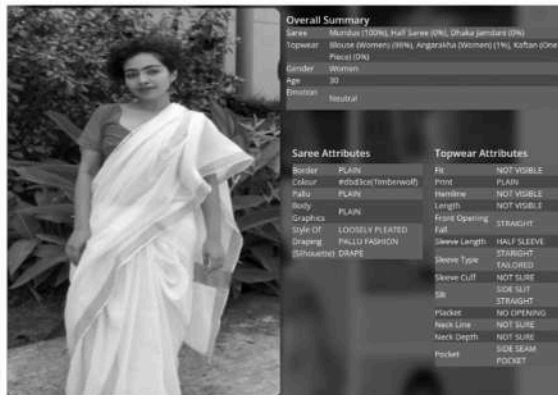 Overall Summary
Saree Mundus (100%), Half Saree (0%), Dhaka Jamdani (0%)
Topwear Blouse (Women) (96%), Angarakha (Women) (1%), Kaftan (One
Piece) (0%)
Gender Women
Age 30
Emotion Neutral
Saree Attributes
Border PLAIN
Colour #dbd3ce(Timberwolf)
Pallu PLAIN
Body Graphics PLAIN
Style Of Draping (Silhouette) LOOSELY PLEATED PALLU FASHION DRAPE
Topwear Attributes
Fit NOT VISIBLE
Print PLAIN
Hemline NOT VISIBLE
Length NOT VISIBLE
Front Opening Fall STRAIGHT
Sleeve Length HALF SLEEVE
Sleeve Type STARIGHT TAILORED
Sleeve Cuff NOT SURE
Slit SIDE SLIT STRAIGHT
Placket NO OPENING
Neck Line NOT SURE
Neck Depth NOT SURE
Pocket SIDE SEAM POCKET